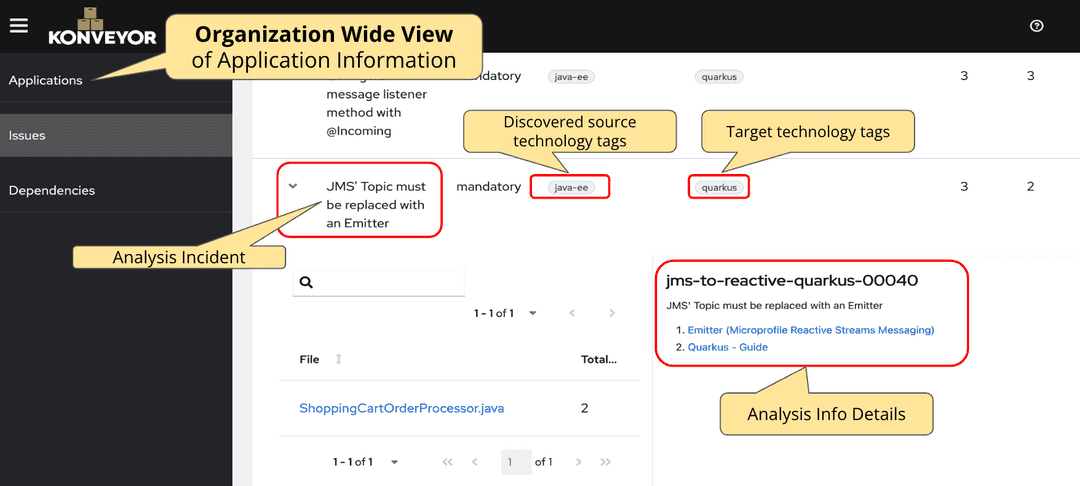 KONVEYOR
Organization Wide View
of Application Information
Applications
Issues
Dependencies
message listener
method with
@Incoming
java-ee
quarkus
3
3
Discovered source
technology tags
Target technology tags
JMS' Topic must
be replaced with
an Emitter
mandatory
java-ee
quarkus
3
2
Analysis Incident
1 - 1 of 1
File
Total...
ShoppingCartOrderProcessor.java
2
1 - 1 of 1
1
of 1
jms-to-reactive-quarkus-00040
JMS' Topic must be replaced with an Emitter
1. Emitter (Microprofile Reactive Streams Messaging)
2. Quarkus - Guide
Analysis Info Details